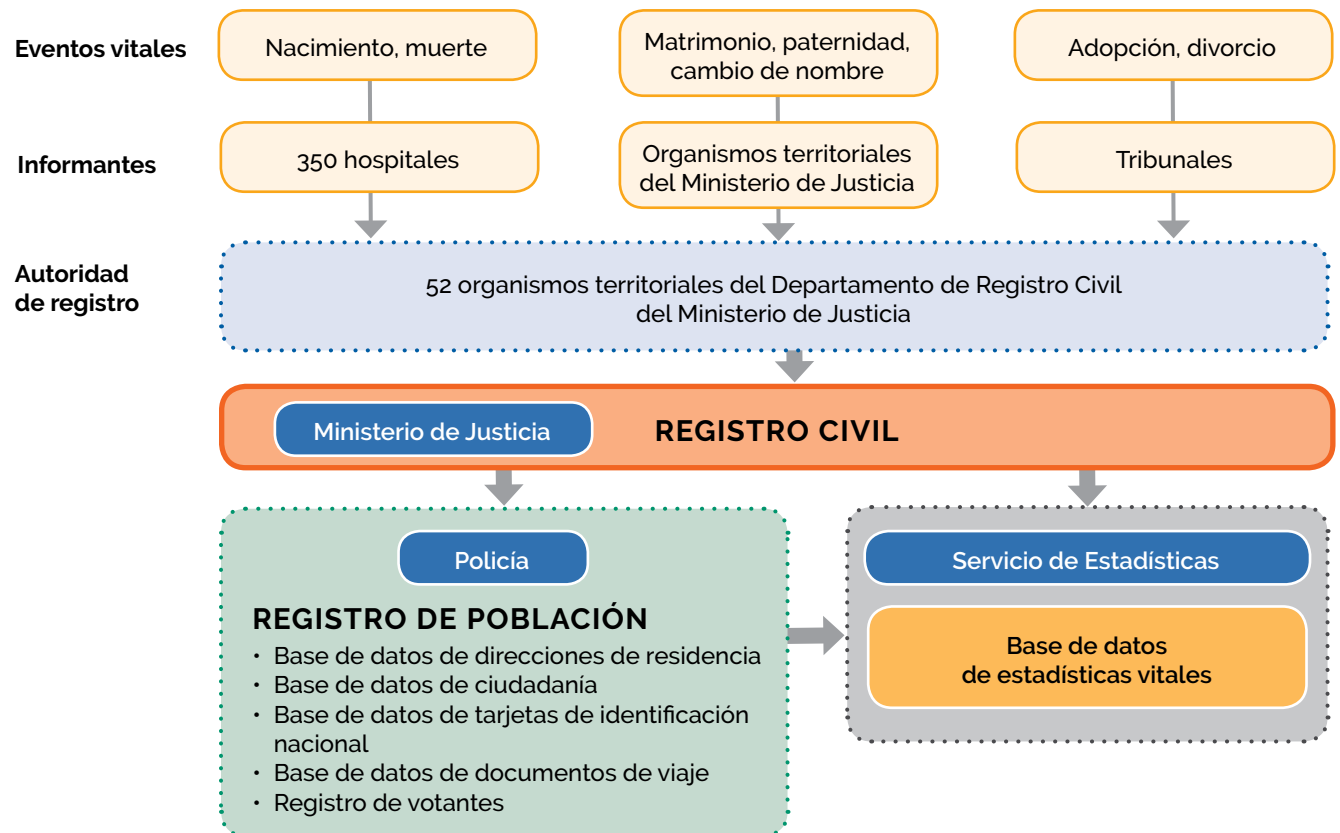 Eventos vitales
Nacimiento, muerte
Matrimonio, paternidad,
cambio de nombre
Adopción, divorcio
Informantes
350 hospitales
Organismos territoriales
del Ministerio de Justicia
Tribunales
Autoridad
de registro
52 organismos territoriales del Departamento de Registro Civil
del Ministerio de Justicia
Ministerio de Justicia
REGISTRO CIVIL
Policía
REGISTRO DE POBLACIÓN
• Base de datos de direcciones de residencia
• Base de datos de ciudadanía
• Base de datos de tarjetas de identificación
nacional
• Base de datos de documentos de viaje
• Registro de votantes
Servicio de Estadísticas
Base de datos
de estadísticas vitales